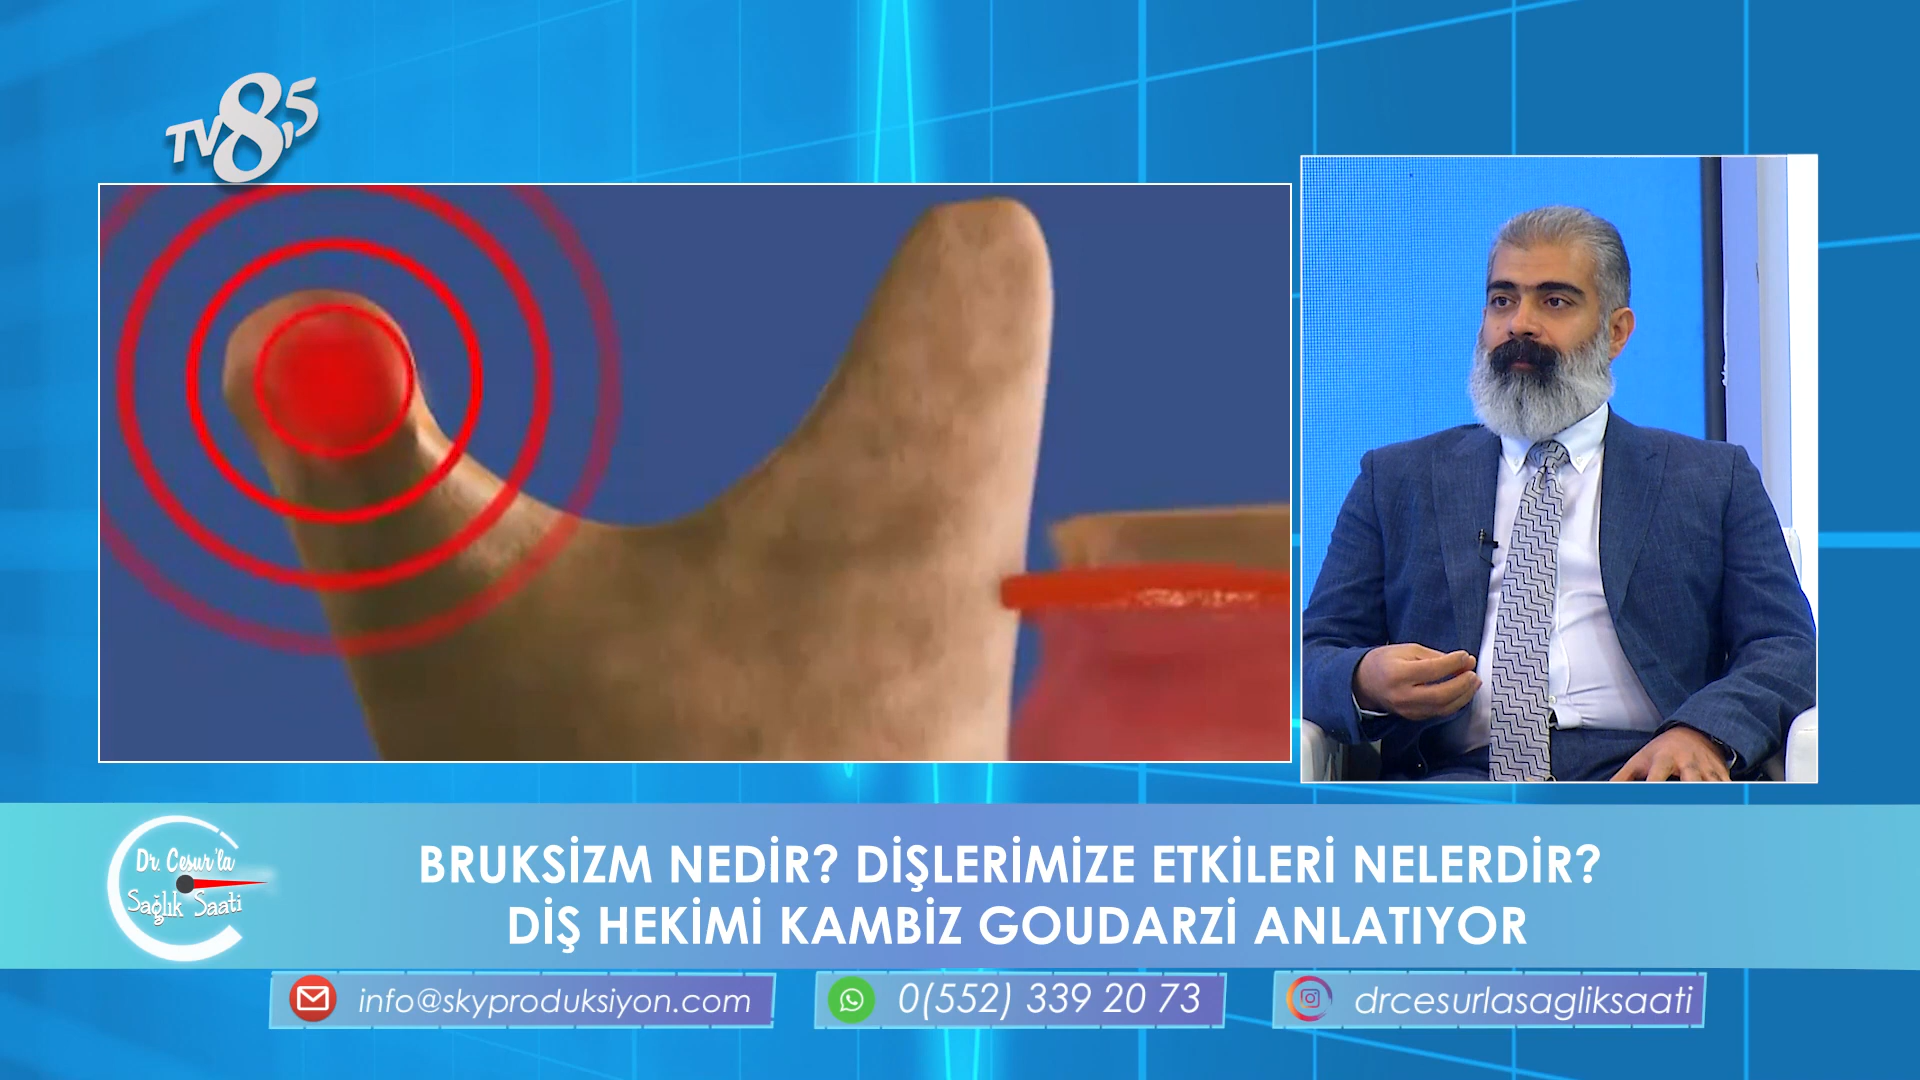 TV8,5
Dr. Cesur'la
Sağlık Saati
BRUKSİZM NEDİR? DİŞLERİMİZE ETKİLERİ NELERDİR?
DİŞ HEKİMİ KAMBİZ GOUDARZİ ANLATIYOR
info@skyproduksiyon.com
0(552) 339 20 73
drcesurlasagliksaati